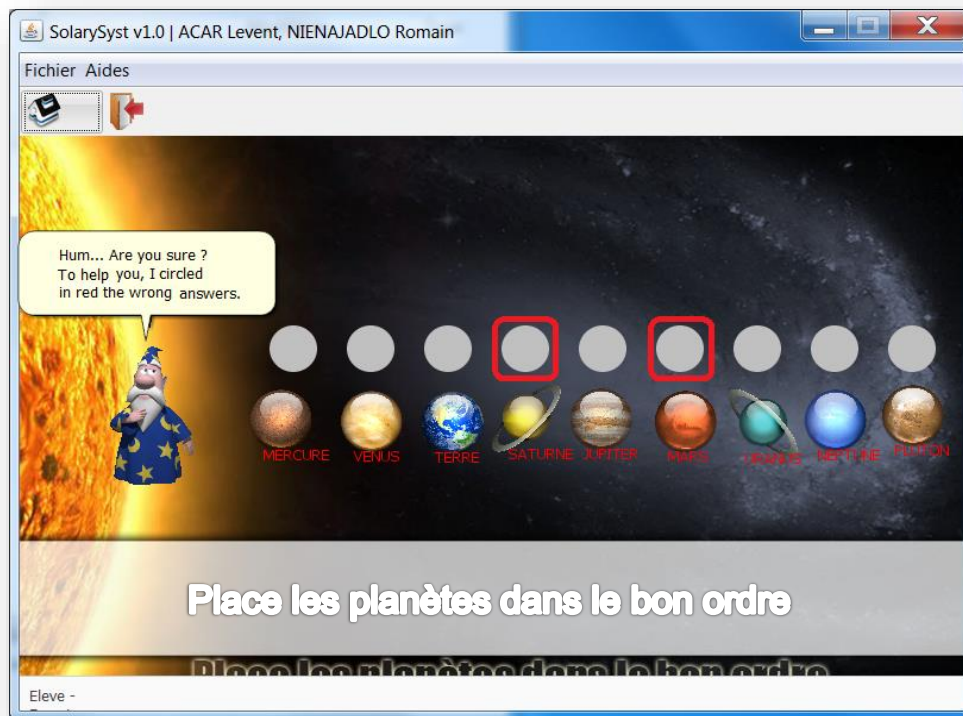 SolarySyst v1.0 | ACAR Levent, NIENAJADLO Romain
Fichier Aides
Hum... Are you sure ?
To help you, I circled
in red the wrong answers.
MERCURE VENUS TERRE SATURNE JUPITER MARS URANUS NEPTUNE PLUTON
Place les planètes dans le bon ordre
Place les planètes dans le bon ordre
Eleve -